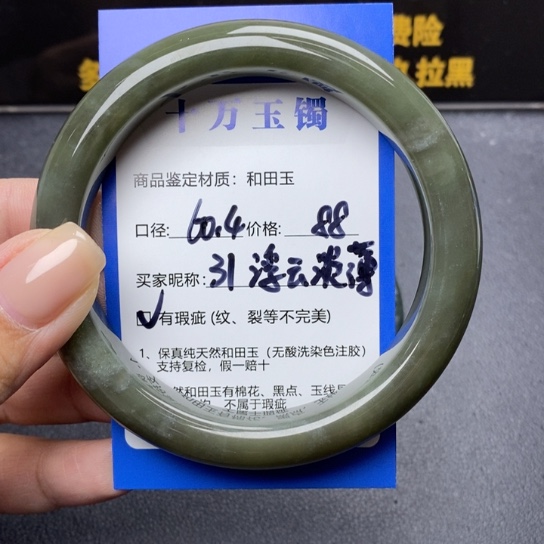 费险
拉黑
十万玉镯
商品鉴定材质：和田玉
口径：60.4 价格：88
买家昵称：31 浮云淡薄
有瑕疵 (纹、裂等不完美)
1、保真纯天然和田玉（无酸洗染色注胶）
支持复检，假一赔十
然和田玉有棉花、黑点、玉线
不属于瑕疵